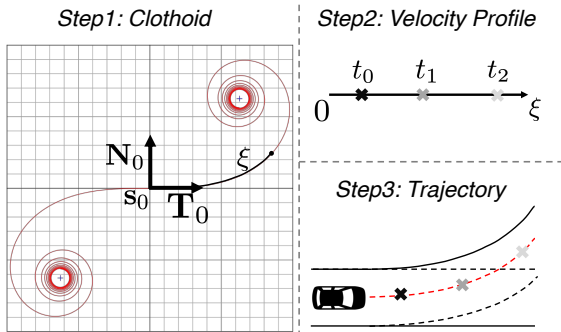 Step1: Clothoid
N₀
ξ
s₀
T₀
Step2: Velocity Profile
t₀ t₁ t₂
0 ξ
Step3: Trajectory